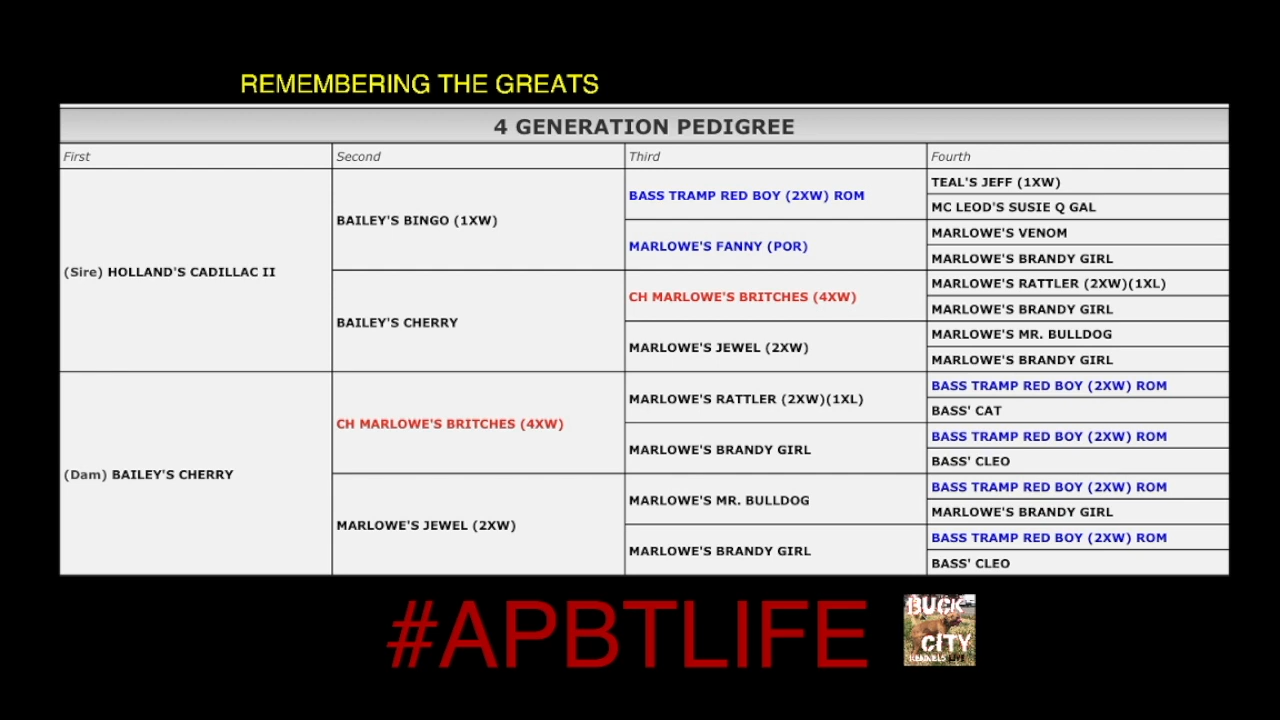 REMEMBERING THE GREATS
4 GENERATION PEDIGREE
First
Second
Third
Fourth
(Sire) HOLLAND'S CADILLAC II
BAILEY'S BINGO (1XW)
BASS TRAMP RED BOY (2XW) ROM
TEAL'S JEFF (1XW)
MC LEOD'S SUSIE Q GAL
MARLOWE'S FANNY (POR)
MARLOWE'S VENOM
MARLOWE'S BRANDY GIRL
BAILEY'S CHERRY
CH MARLOWE'S BRITCHES (4XW)
MARLOWE'S RATTLER (2XW)(1XL)
MARLOWE'S BRANDY GIRL
MARLOWE'S JEWEL (2XW)
MARLOWE'S MR. BULLDOG
MARLOWE'S BRANDY GIRL
(Dam) BAILEY'S CHERRY
CH MARLOWE'S BRITCHES (4XW)
MARLOWE'S RATTLER (2XW)(1XL)
BASS TRAMP RED BOY (2XW) ROM
BASS' CAT
MARLOWE'S BRANDY GIRL
BASS TRAMP RED BOY (2XW) ROM
BASS' CLEO
MARLOWE'S JEWEL (2XW)
MARLOWE'S MR. BULLDOG
BASS TRAMP RED BOY (2XW) ROM
MARLOWE'S BRANDY GIRL
MARLOWE'S BRANDY GIRL
BASS TRAMP RED BOY (2XW) ROM
BASS' CLEO
#APBTLIFE
BUCK
CITY
KENNELS LIVE